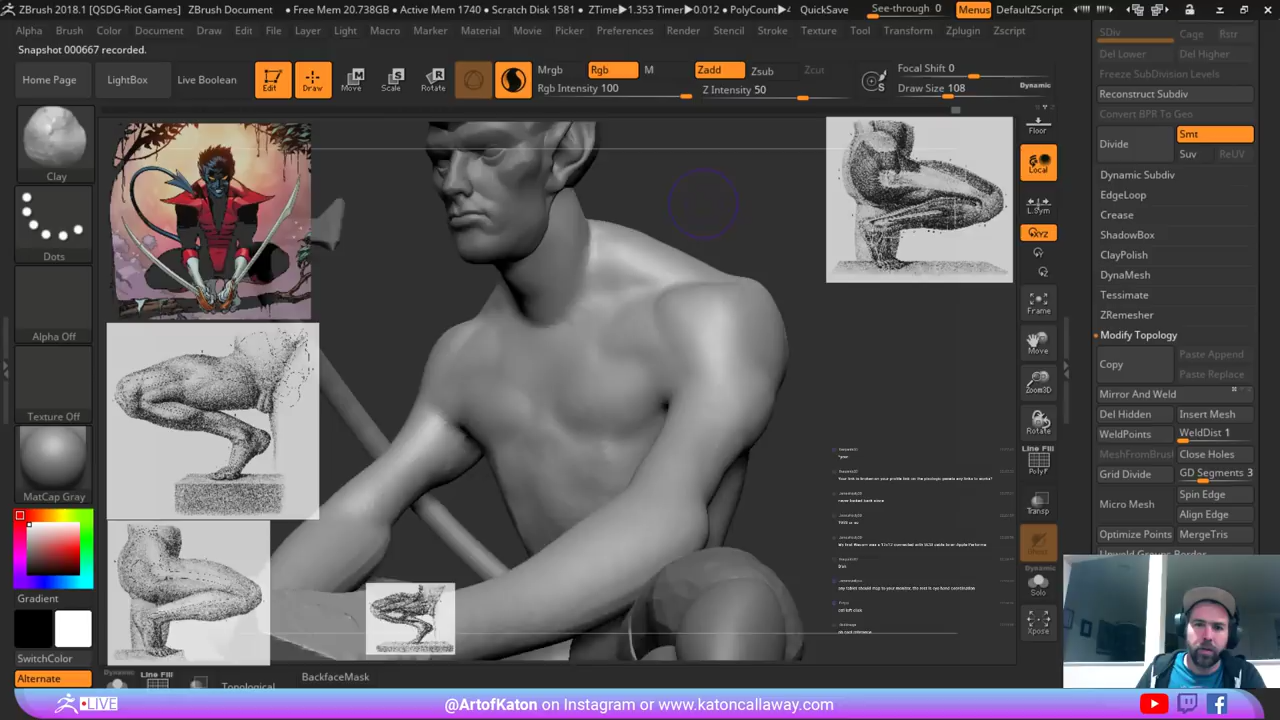 ZBrush 2018.1 [QSDG-Riot Games]
ZBrush Document
• Free Mem 20.738GB • Active Mem 1740 • Scratch Disk 1581 • ZTime▸1.353 Timer▸0.012 • PolyCount▸
QuickSave
See-through 0
Menus
DefaultZScript
Alpha Brush Color Document Draw Edit File Layer Light Macro Marker Material Movie Picker Preferences Render Stencil Stroke Texture Tool Transform Zplugin Zscript
Snapshot 000667 recorded.
Home Page
LightBox
Live Boolean
Edit
Draw
Move
Scale
Rotate
Mrgb
Rgb
M
Rgb Intensity 100
Zadd
Zsub
Zcut
Z Intensity 50
Focal Shift 0
Draw Size 108
Dynamic
Clay
Dots
Alpha Off
Texture Off
MatCap Gray
Gradient
SwitchColor
Alternate
Floor
Local
L.Sym
XYZ
Frame
Move
Zoom3D
Rotate
Line Fill
PolyF
Transp
Dynamic
Solo
Xpose
SDiv
Cage
Rstr
Del Lower
Del Higher
Freeze SubDivision Levels
Reconstruct Subdiv
Convert BPR To Geo
Divide
Smt
Suv
ReUV
Dynamic Subdiv
EdgeLoop
Crease
ShadowBox
ClayPolish
DynaMesh
Tessimate
ZRemesher
Modify Topology
Copy
Paste Append
Paste Replace
Mirror And Weld
Del Hidden
Insert Mesh
WeldPoints
WeldDist 1
MeshFromBrush
Close Holes
Grid Divide
GD Segments 3
Micro Mesh
Spin Edge
Align Edge
Optimize Points
MergeTris
Dynamic
Line Fill
Topological
BackfaceMask
LIVE
@ArtofKaton on Instagram or www.katoncallaway.com